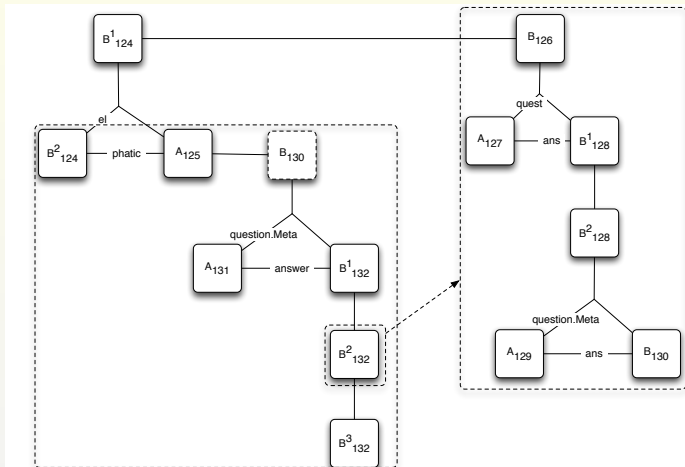 B¹₁₂₄
B₁₂₆
el
quest
B²₁₂₄
phatic
A₁₂₅
B₁₃₀
A₁₂₇
ans
B¹₁₂₈
question.Meta
B²₁₂₈
A₁₃₁
answer
B¹₁₃₂
question.Meta
B²₁₃₂
A₁₂₉
ans
B₁₃₀
B³₁₃₂